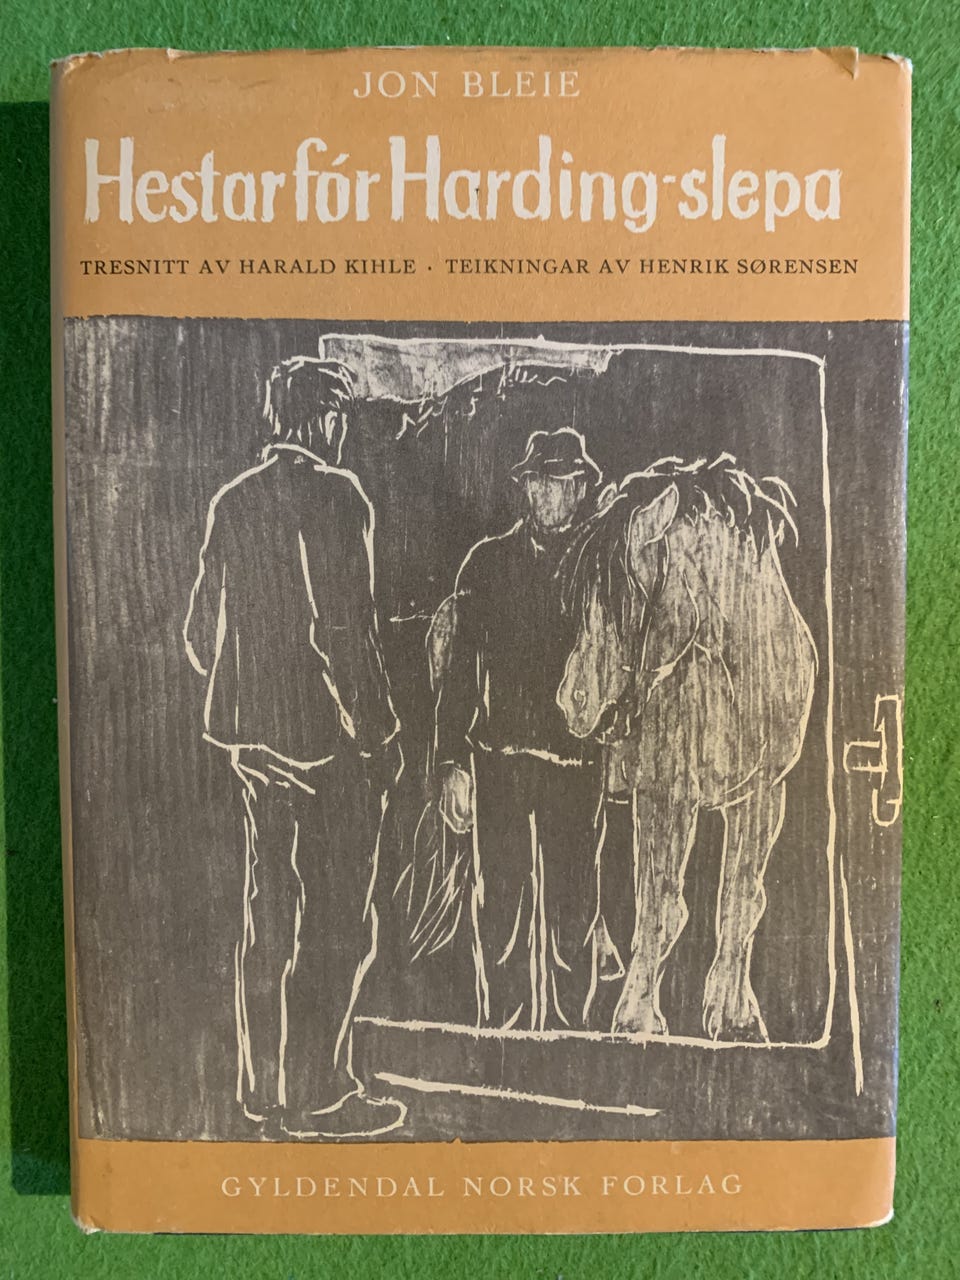 JON BLEIE
Hestar fór Harding-slepa
TRESNITT AV HARALD KIHLE · TEIKNINGAR AV HENRIK SØRENSEN
GYLDENDAL NORSK FORLAG